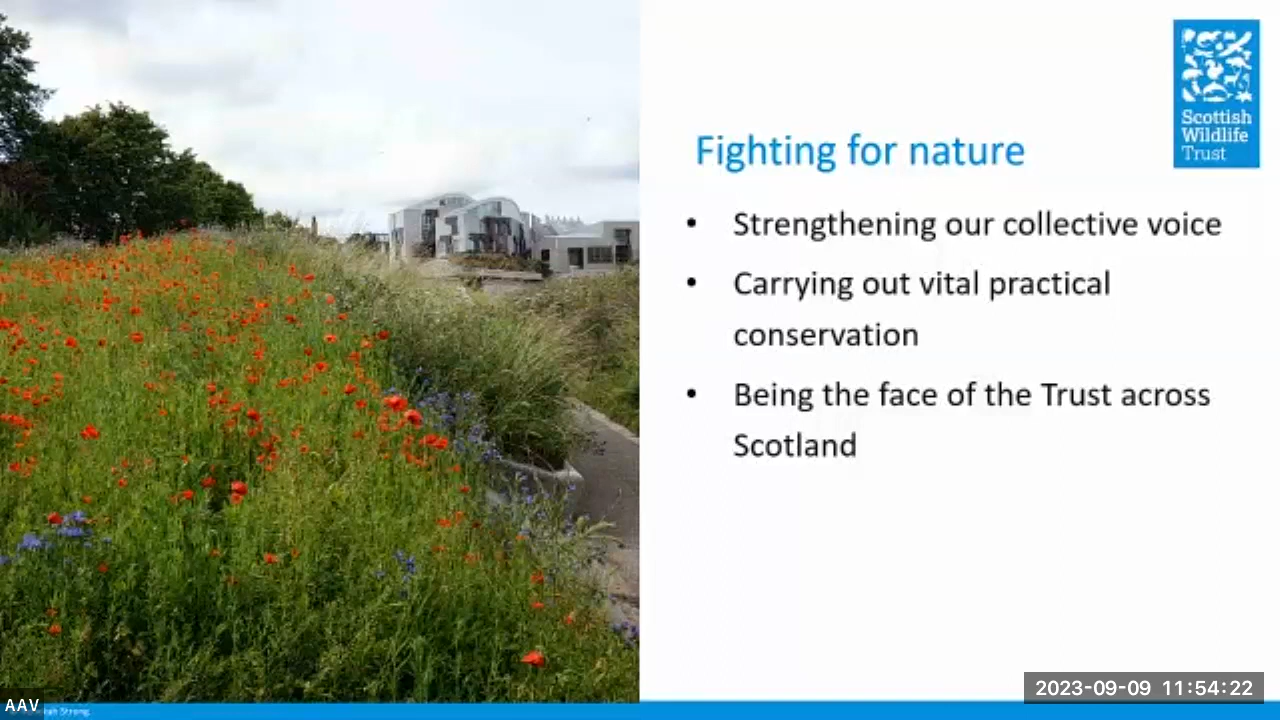 Scottish
Wildlife
Trust
Fighting for nature
• Strengthening our collective voice
• Carrying out vital practical
conservation
• Being the face of the Trust across
Scotland
2023-09-09 11:54:22
AAV
Strong